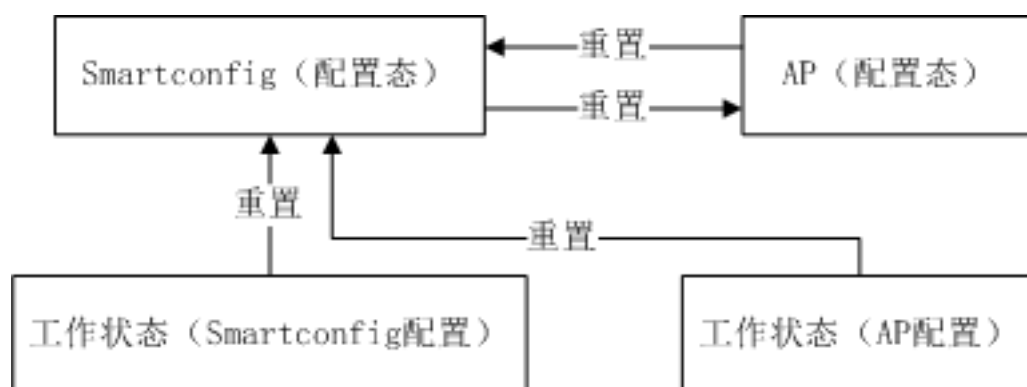 Smartconfig（配置态）
重置
AP（配置态）
重置
重置
重置
工作状态（Smartconfig配置）
工作状态（AP配置）